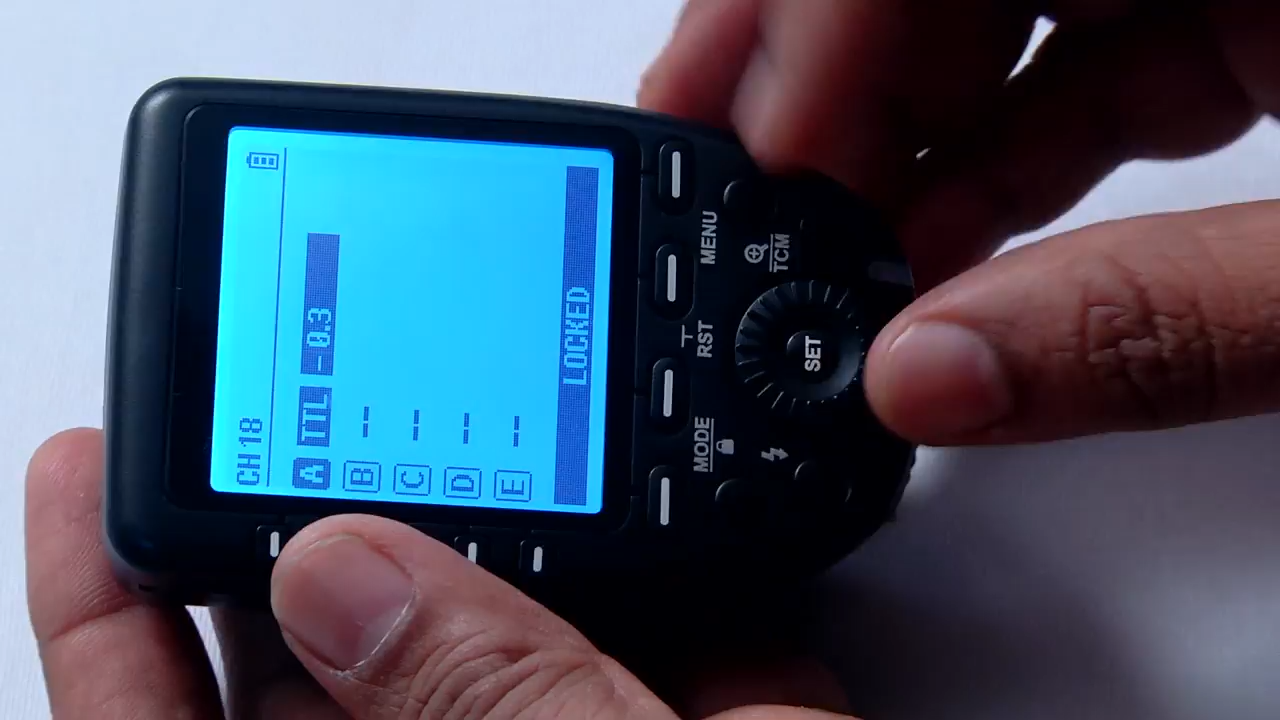 CH 18
A TTL -0.3
B --
C --
D --
E --
LOCKED
MODE
RST
MENU
TCM
SET